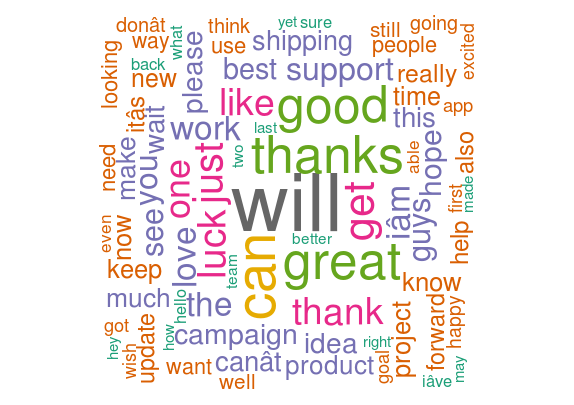 donât
think
yet
sure
still
going
way
what
use
shipping
people
excited
looking
back
new
please
best
support
really
itâs
wait
like
good
time
app
work
last
this
need
make
you
one
just
two
thanks
able
hope
also
will
get
iâm
guys
first
made
even
now
see
love
luck
can
better
great
help
keep
team
know
much
hello
the
thank
forward
happy
got
update
how
campaign
idea
right
project
hey
wish
want
canât
product
goal
iâve
may
well